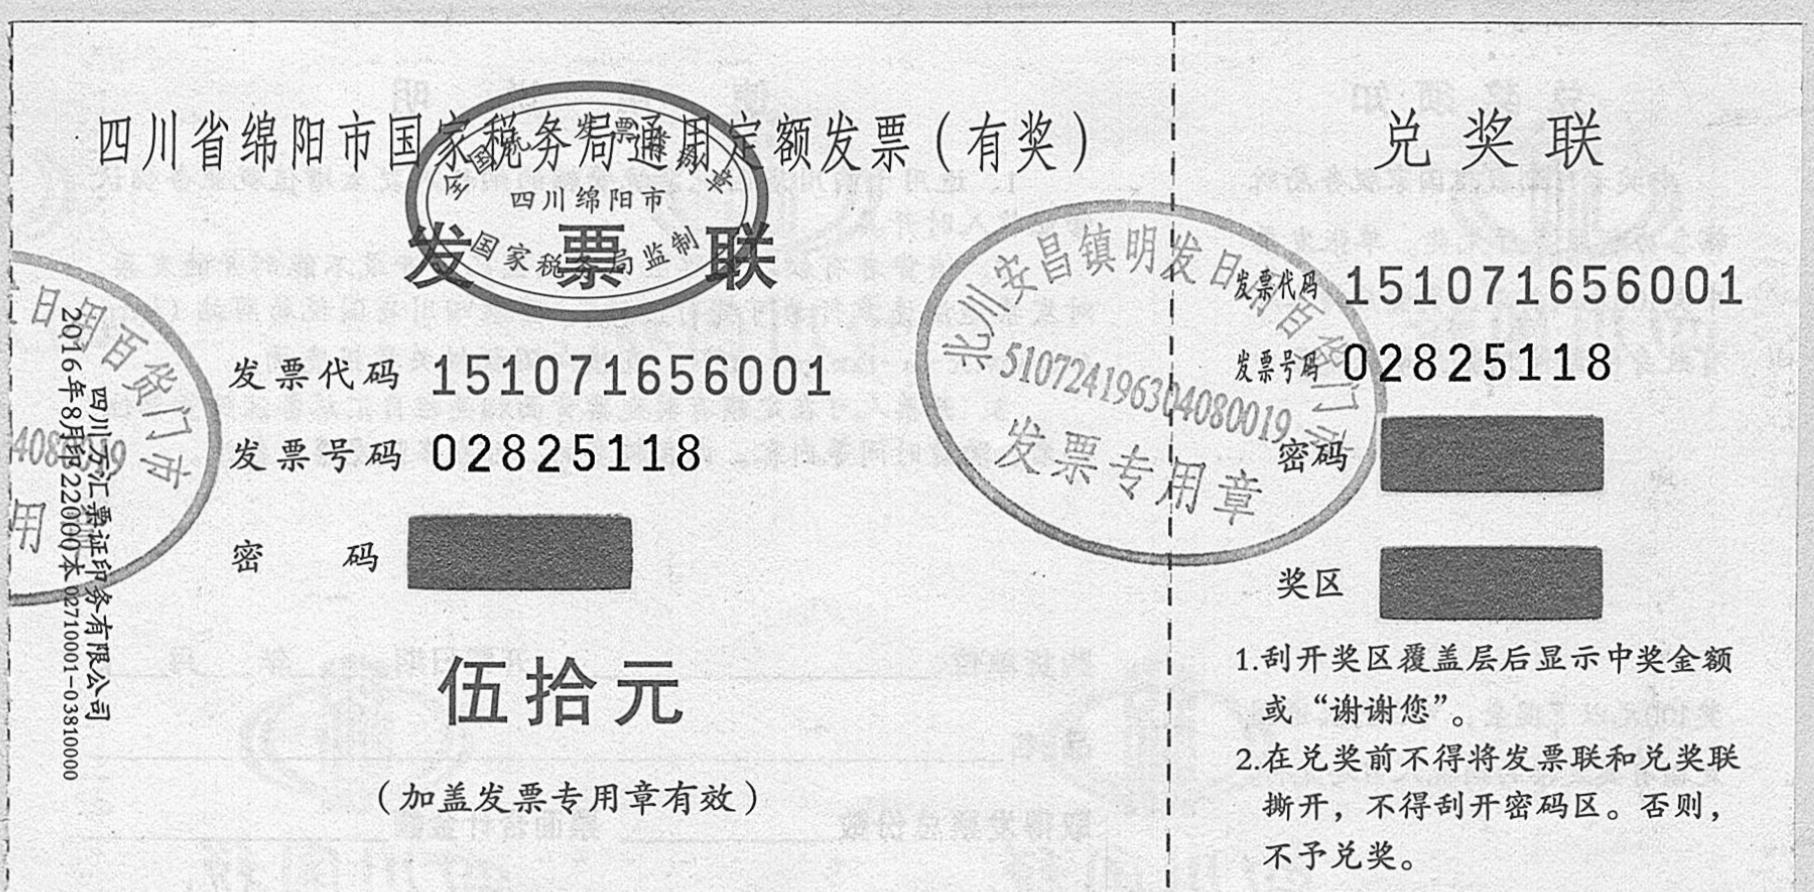 四川省绵阳市国家税务局通用定额发票（有奖）
全国统一发票监制章
四川绵阳市
国家税务局监制
发票联
发票代码 151071656001
发票号码 02825118
密码
伍拾元
（加盖发票专用章有效）
日用百货门市
用
四川方汇票证印务有限公司
2016年8月印22000本02710001-03810000
北川安昌镇明发日用百货门市
510724196304080019
发票专用章
兑奖联
发票代码 151071656001
发票号码 02825118
密码
奖区
1.刮开奖区覆盖层后显示中奖金额
或“谢谢您”。
2.在兑奖前不得将发票联和兑奖联
撕开，不得刮开密码区。否则，
不予兑奖。